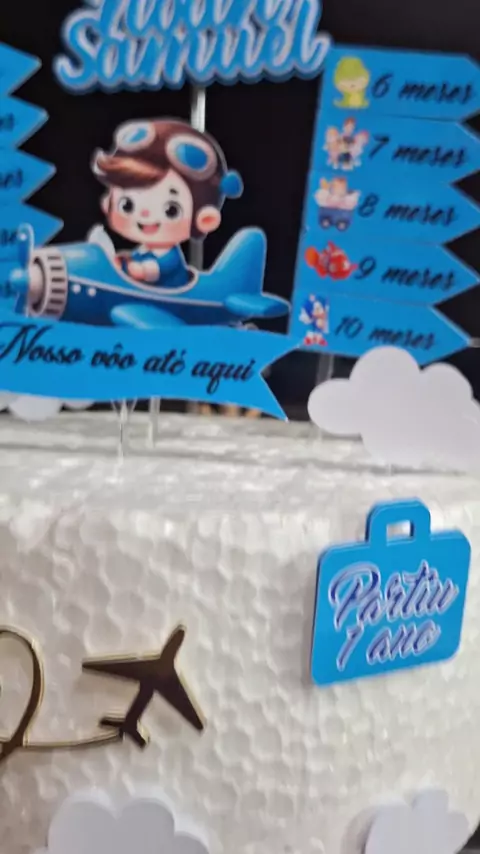 Samuel
6 meses
7 meses
8 meses
9 meses
10 meses
Nosso vôo até aqui
Partiu
1 ano